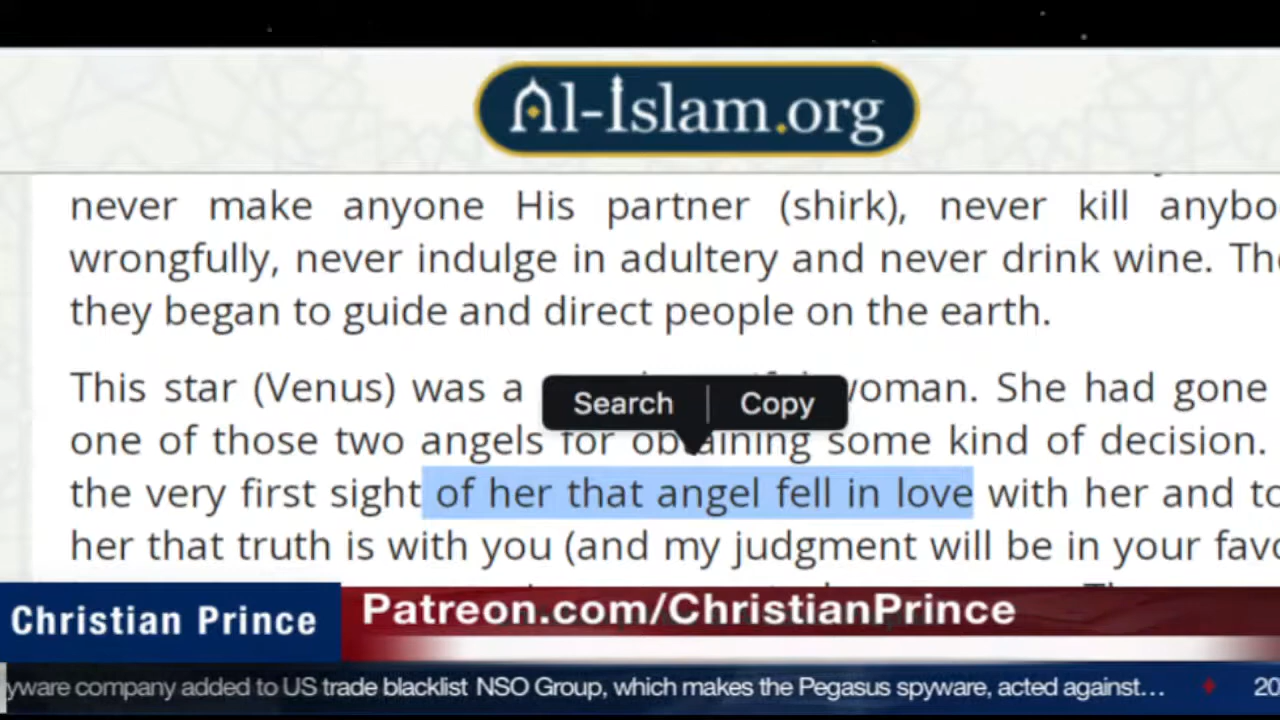 Al-Islam.org
never make anyone His partner (shirk), never kill anybo
wrongfully, never indulge in adultery and never drink wine. The
they began to guide and direct people on the earth.
Search Copy
This star (Venus) was a woman. She had gone
one of those two angels for obtaining some kind of decision.
the very first sight of her that angel fell in love with her and to
her that truth is with you (and my judgment will be in your favo
Christian Prince
Patreon.com/ChristianPrince
yware company added to US trade blacklist NSO Group, which makes the Pegasus spyware, acted against... 20